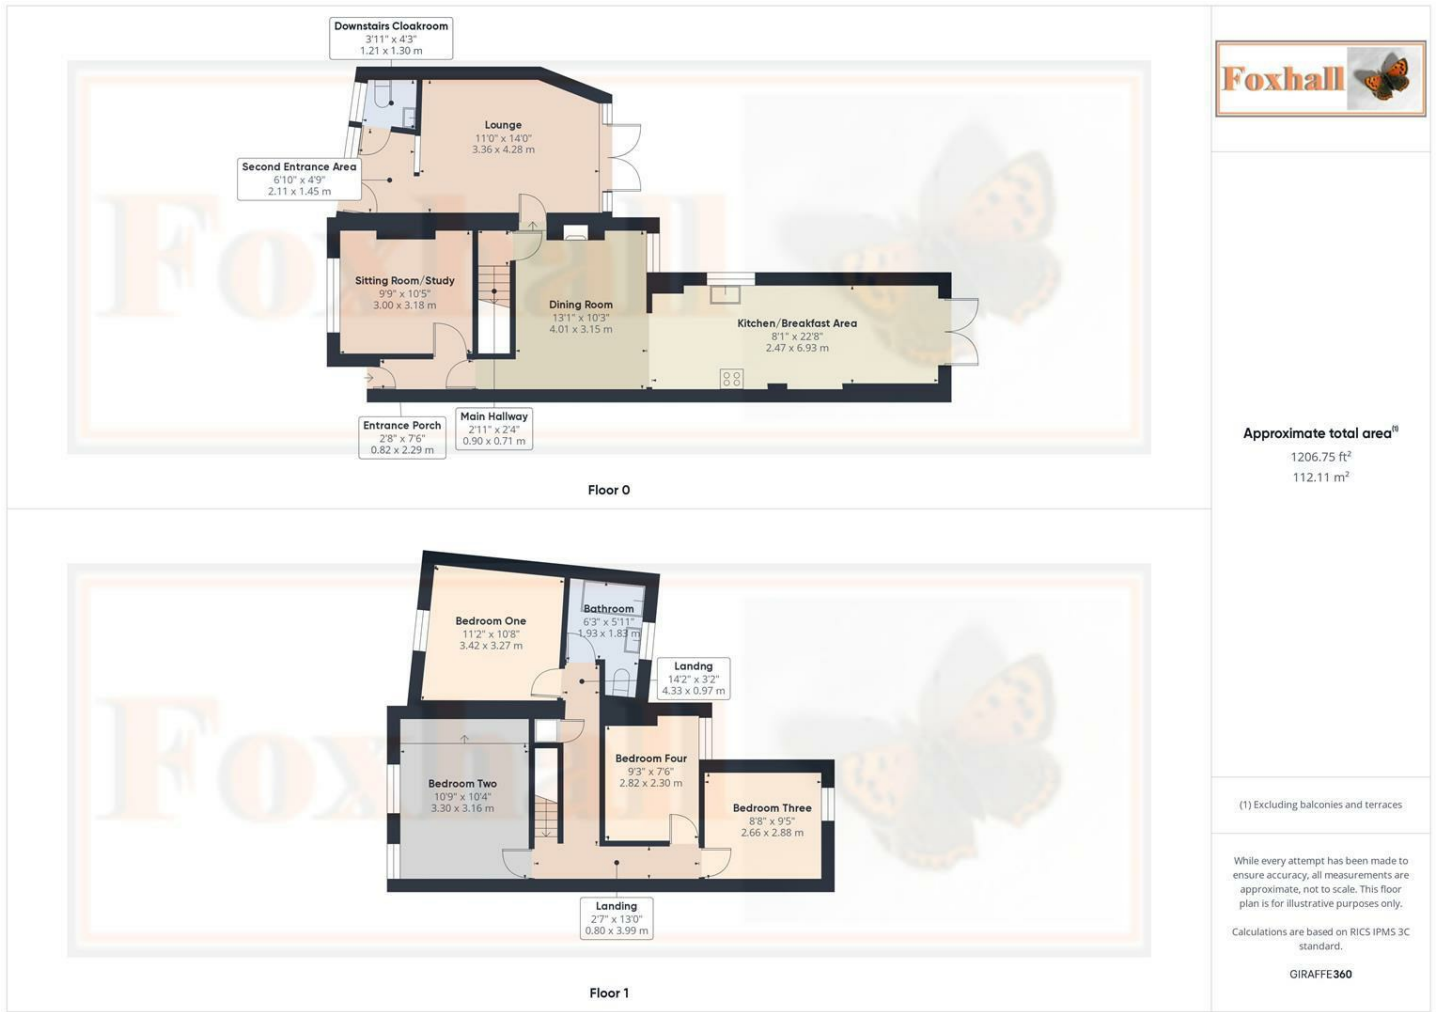 Downstairs Cloakroom
3'11" x 4'3"
1.21 x 1.30 m
Lounge
11'0" x 14'0"
3.36 x 4.28 m
Second Entrance Area
6'10" x 4'9"
2.11 x 1.45 m
Sitting Room/Study
9'9" x 10'5"
3.00 x 3.18 m
Dining Room
13'1" x 10'3"
4.01 x 3.15 m
Kitchen/Breakfast Area
8'1" x 22'8"
2.47 x 6.93 m
Entrance Porch
2'8" x 7'6"
0.82 x 2.29 m
Main Hallway
2'11" x 2'4"
0.90 x 0.71 m
Foxhall
Floor 0
Bedroom One
11'2" x 10'8"
3.42 x 3.27 m
Bathroom
6'3" x 5'11"
1.93 x 1.83 m
Landng
14'2" x 3'2"
4.33 x 0.97 m
Bedroom Two
10'9" x 10'4"
3.30 x 3.16 m
Bedroom Four
9'3" x 7'6"
2.82 x 2.30 m
Bedroom Three
8'8" x 9'5"
2.66 x 2.88 m
Landing
2'7" x 13'0"
0.80 x 3.99 m
Foxhall
Floor 1
Foxhall
Approximate total area(1)
1206.75 ft²
112.11 m²
(1) Excluding balconies and terraces
While every attempt has been made to
ensure accuracy, all measurements are
approximate, not to scale. This floor
plan is for illustrative purposes only.
Calculations are based on RICS IPMS 3C
standard.
GIRAFFE360